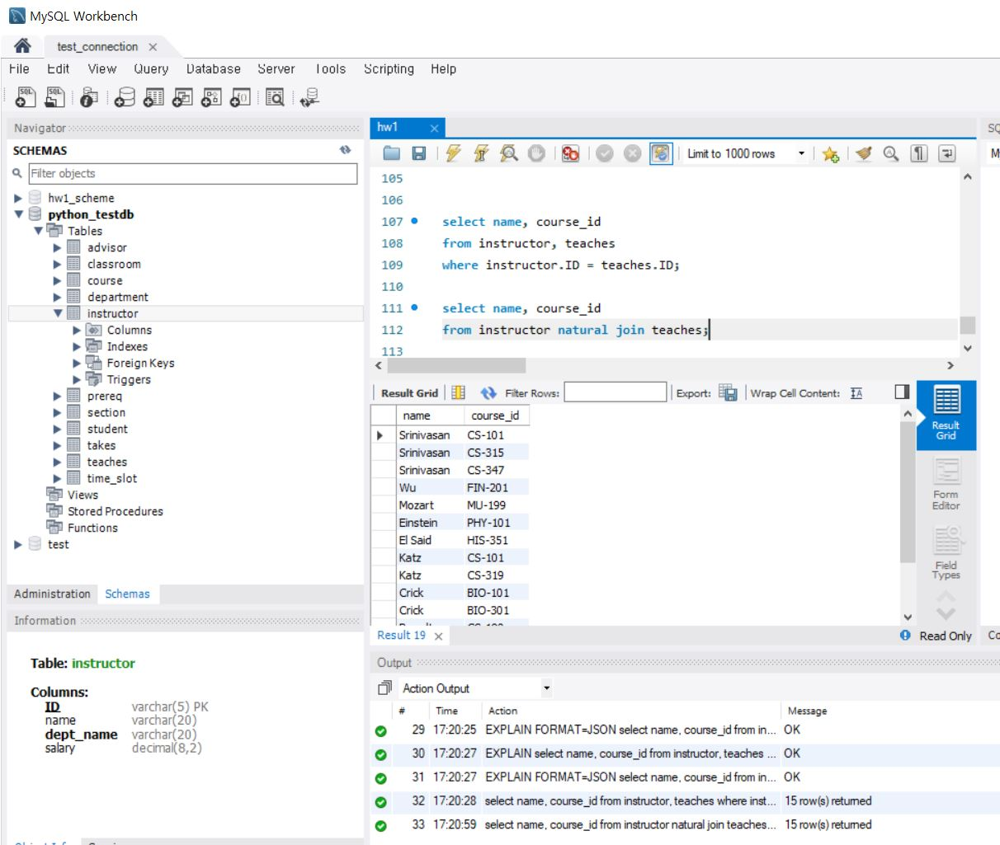 MySQL Workbench
test_connection
File Edit View Query Database Server Tools Scripting Help
Navigator
SCHEMAS
Filter objects
hw1_scheme
python_testdb
Tables
advisor
classroom
course
department
instructor
Columns
Indexes
Foreign Keys
Triggers
prereq
section
student
takes
teaches
time_slot
Views
Stored Procedures
Functions
test
Administration Schemas
Information
Table: instructor
Columns:
ID varchar(5) PK
name varchar(20)
dept_name varchar(20)
salary decimal(8,2)
hw1
Limit to 1000 rows
105
106
107 select name, course_id
108 from instructor, teaches
109 where instructor.ID = teaches.ID;
110
111 select name, course_id
112 from instructor natural join teaches;
113
Result Grid Filter Rows: Export: Wrap Cell Content:
name course_id
Srinivasan CS-101
Srinivasan CS-315
Srinivasan CS-347
Wu FIN-201
Mozart MU-199
Einstein PHY-101
El Said HIS-351
Katz CS-101
Katz CS-319
Crick BIO-101
Crick BIO-301
Result
Grid
Form
Editor
Field
Types
Result 19
Read Only
Output
Action Output
# Time Action Message
29 17:20:25 EXPLAIN FORMAT=JSON select name, course_id from in... OK
30 17:20:27 EXPLAIN select name, course_id from instructor, teaches ... OK
31 17:20:27 EXPLAIN FORMAT=JSON select name, course_id from in... OK
32 17:20:28 select name, course_id from instructor, teaches where inst... 15 row(s) returned
33 17:20:59 select name, course_id from instructor natural join teaches... 15 row(s) returned